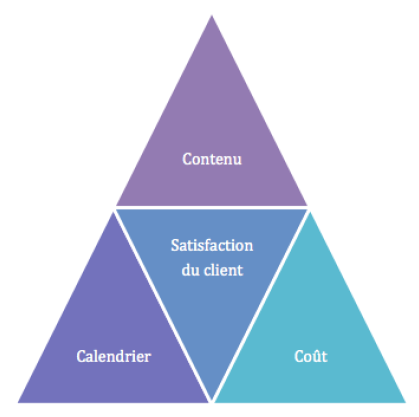 Contenu
Satisfaction
du client
Calendrier
Coût